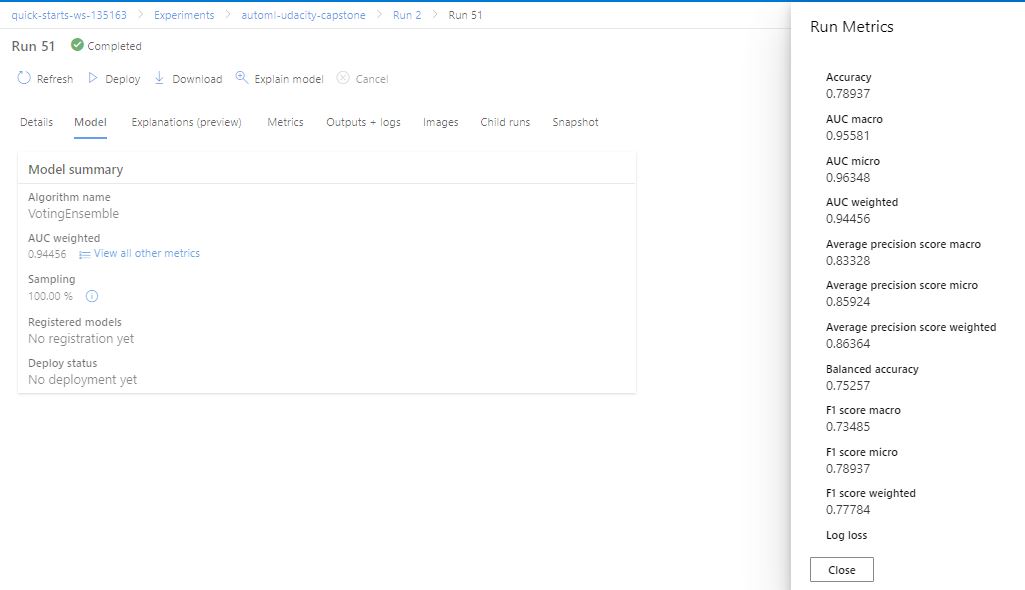 quick-starts-ws-135163 > Experiments > automi-udacity-capstone > Run 2 > Run 51
Run 51 Completed
Refresh Deploy Download Explain model Cancel
Details Model Explanations (preview) Metrics Outputs + logs Images Child runs Snapshot
Model summary
Algorithm name
VotingEnsemble
AUC weighted
0.94456 View all other metrics
Sampling
100.00 %
Registered models
No registration yet
Deploy status
No deployment yet
Run Metrics
Accuracy
0.78937
AUC macro
0.95581
AUC micro
0.96348
AUC weighted
0.94456
Average precision score macro
0.83328
Average precision score micro
0.85924
Average precision score weighted
0.86364
Balanced accuracy
0.75257
F1 score macro
0.73485
F1 score micro
0.78937
F1 score weighted
0.77784
Log loss
Close